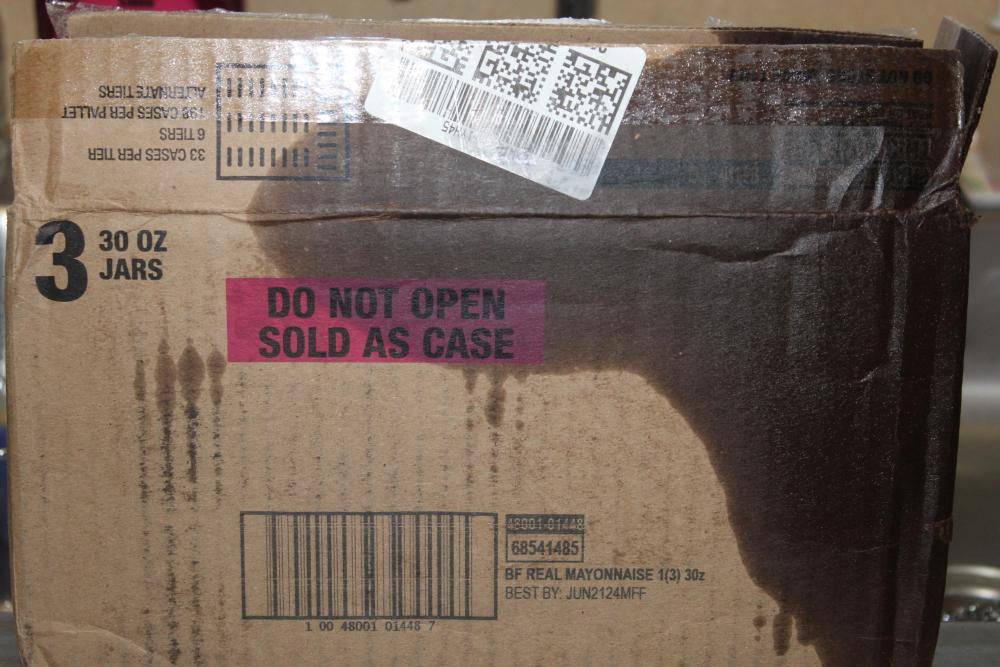 ALTERNATE TIERS
198 CASES PER PALLET
6 TIERS
33 CASES PER TIER
3
30 OZ
JARS
DO NOT OPEN
SOLD AS CASE
48001-01448
68541485
BF REAL MAYONNAISE 1(3) 30z
BEST BY: JUN2124MFF
1 00 48001 01448 7